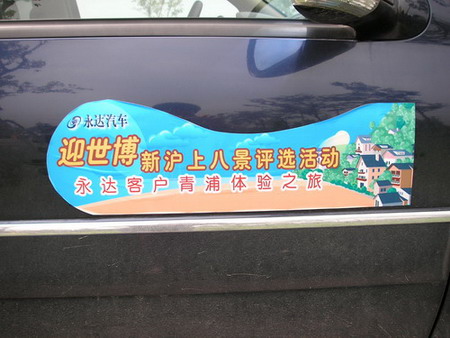 永达汽车
迎世博新沪上八景评选活动
永达客户青浦体验之旅